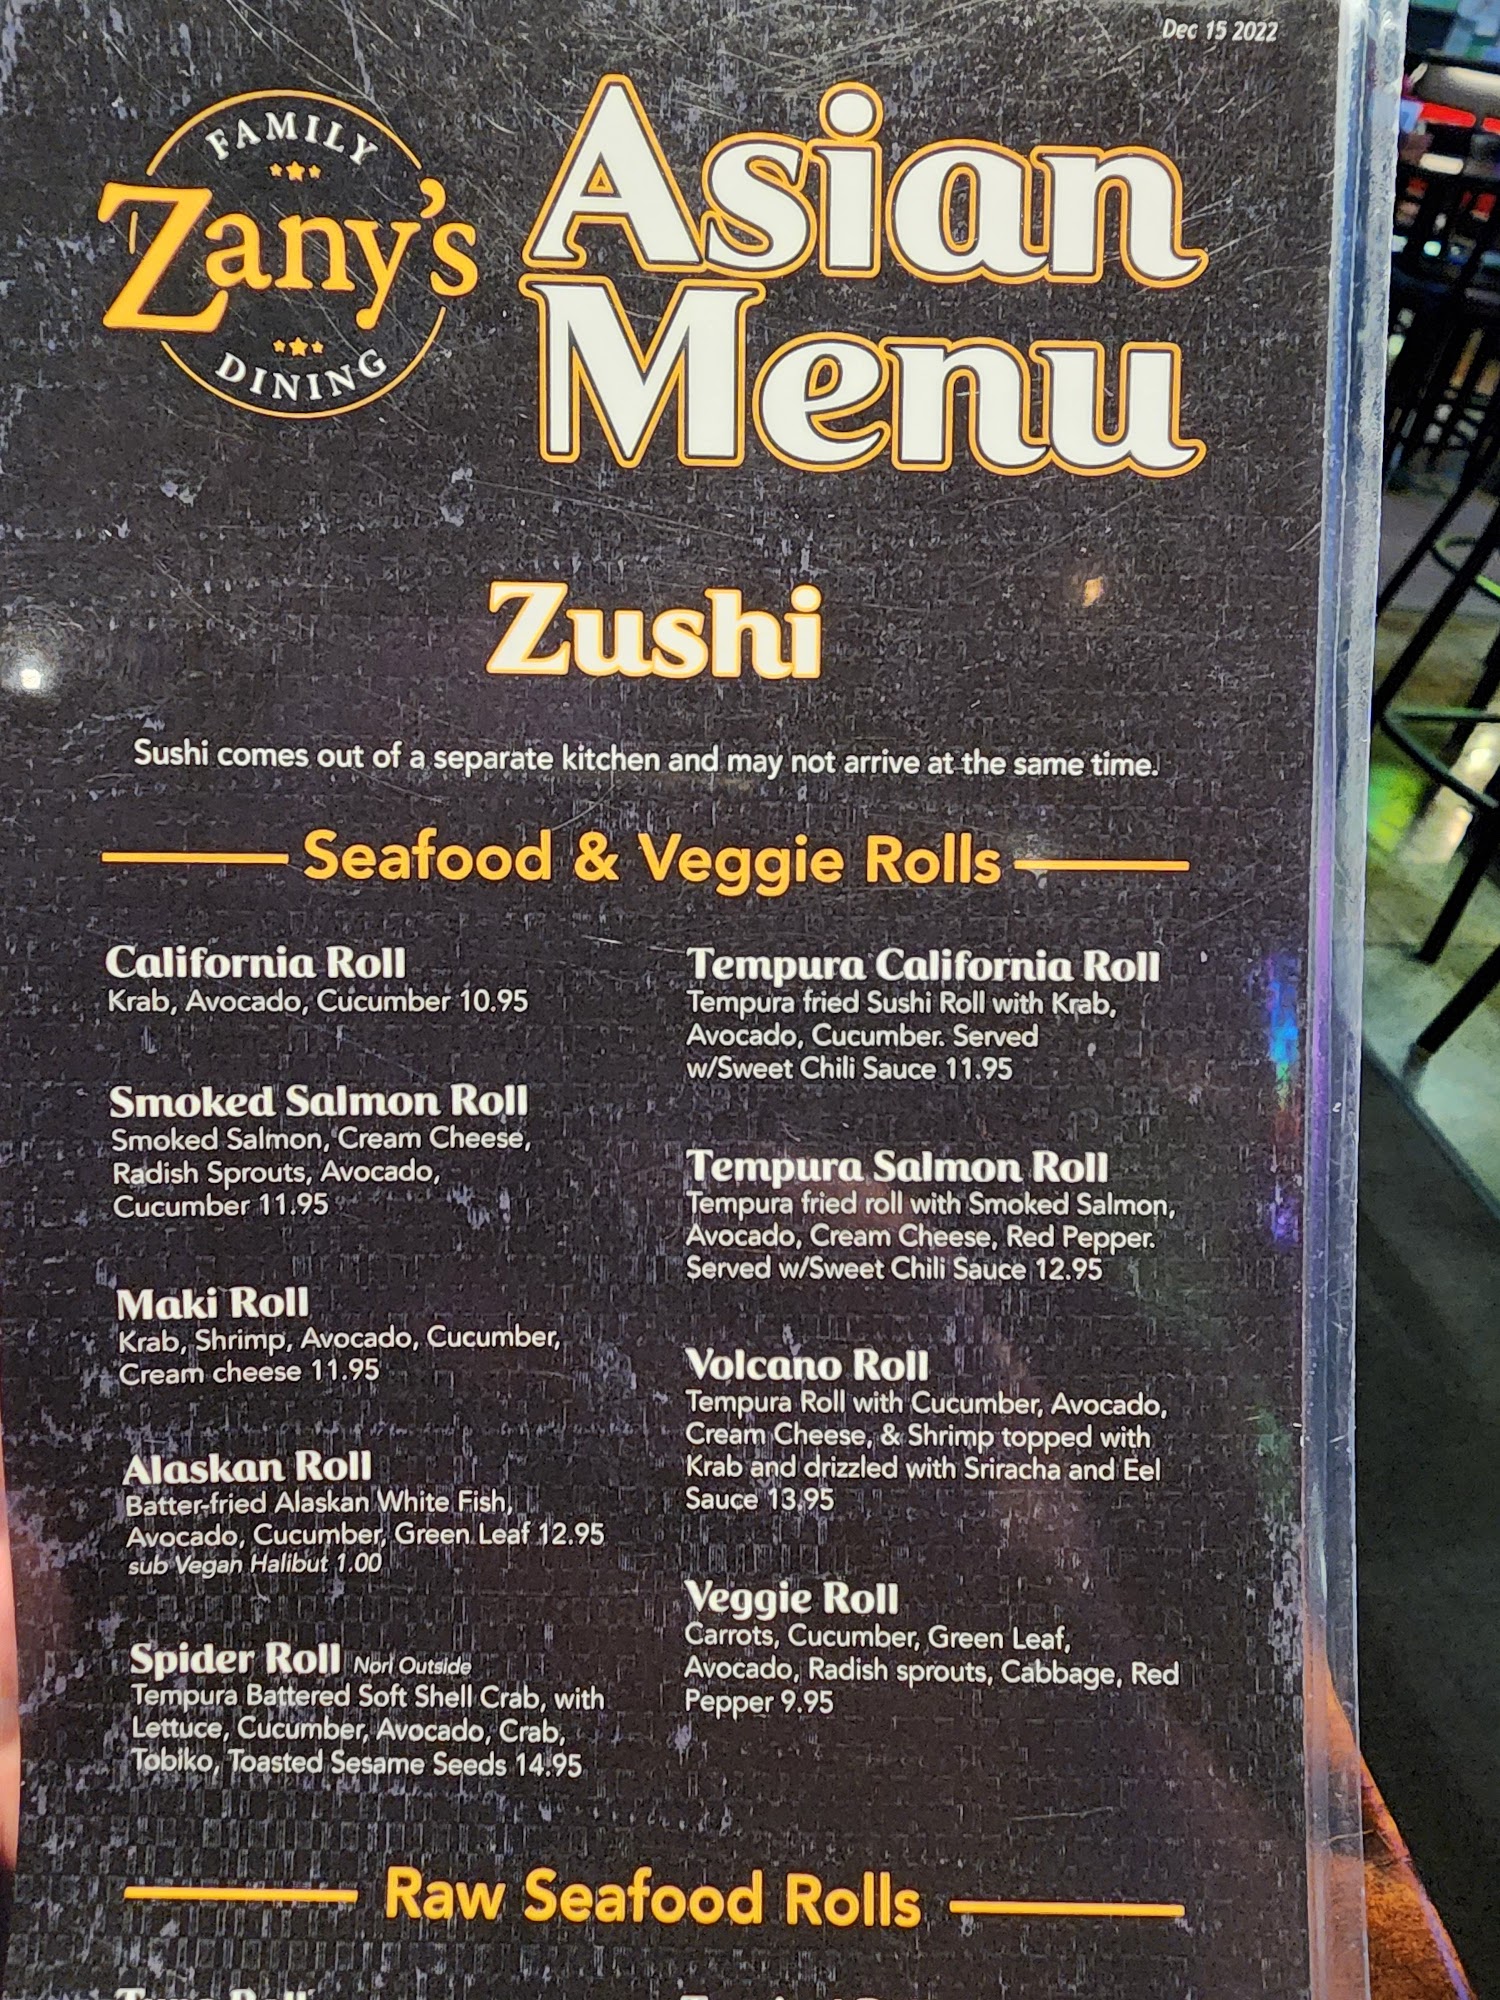 Dec 15 2022
FAMILY
Zany's
DINING
Asian
Menu
Zushi
Sushi comes out of a separate kitchen and may not arrive at the same time.
Seafood & Veggie Rolls
California Roll
Krab, Avocado, Cucumber 10.95
Smoked Salmon Roll
Smoked Salmon, Cream Cheese,
Radish Sprouts, Avocado,
Cucumber 11.95
Maki Roll
Krab, Shrimp, Avocado, Cucumber,
Cream cheese 11.95
Alaskan Roll
Batter-fried Alaskan White Fish,
Avocado, Cucumber, Green Leaf 12.95
sub Vegan Halibut 1.00
Spider Roll Nori Outside
Tempura Battered Soft Shell Crab, with
Lettuce, Cucumber, Avocado, Crab,
Tobiko, Toasted Sesame Seeds 14.95
Tempura California Roll
Tempura fried Sushi Roll with Krab,
Avocado, Cucumber. Served
w/Sweet Chili Sauce 11.95
Tempura Salmon Roll
Tempura fried roll with Smoked Salmon,
Avocado, Cream Cheese, Red Pepper.
Served w/Sweet Chili Sauce 12.95
Volcano Roll
Tempura Roll with Cucumber, Avocado,
Cream Cheese, & Shrimp topped with
Krab and drizzled with Sriracha and Eel
Sauce 13.95
Veggie Roll
Carrots, Cucumber, Green Leaf,
Avocado, Radish sprouts, Cabbage, Red
Pepper 9.95
Raw Seafood Rolls